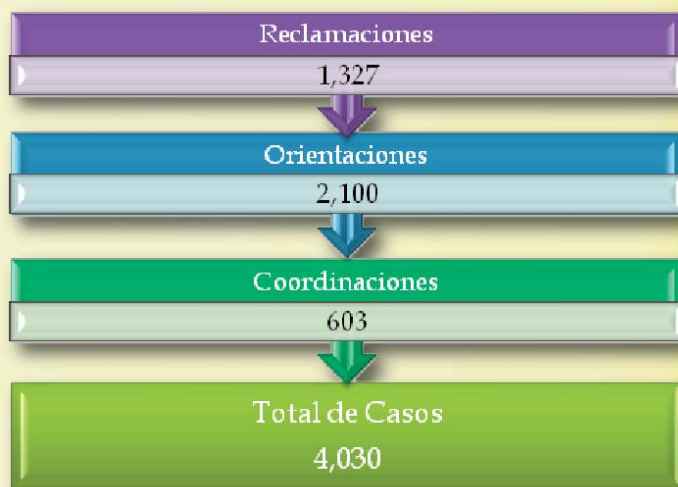 Reclamaciones
1,327
Orientaciones
2,100
Coordinaciones
603
Total de Casos
4,030